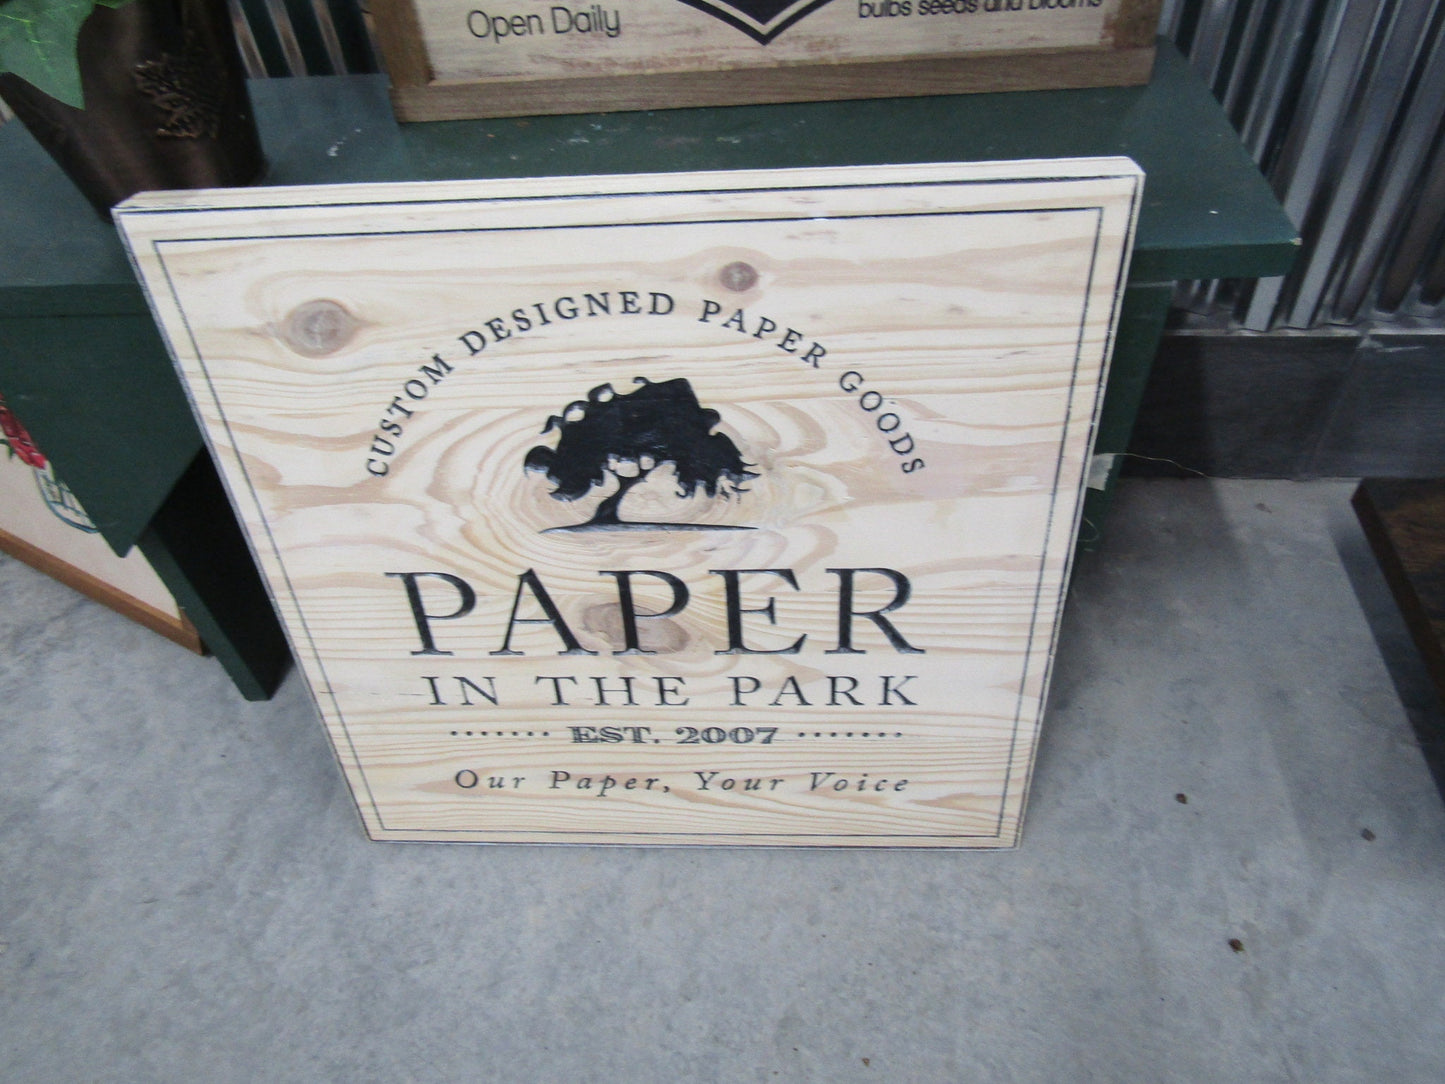 Open Daily
bulbs seeds and blooms
CUSTOM DESIGNED PAPER GOODS
PAPER
IN THE PARK
······· EST. 2007 ·······
Our Paper, Your Voice